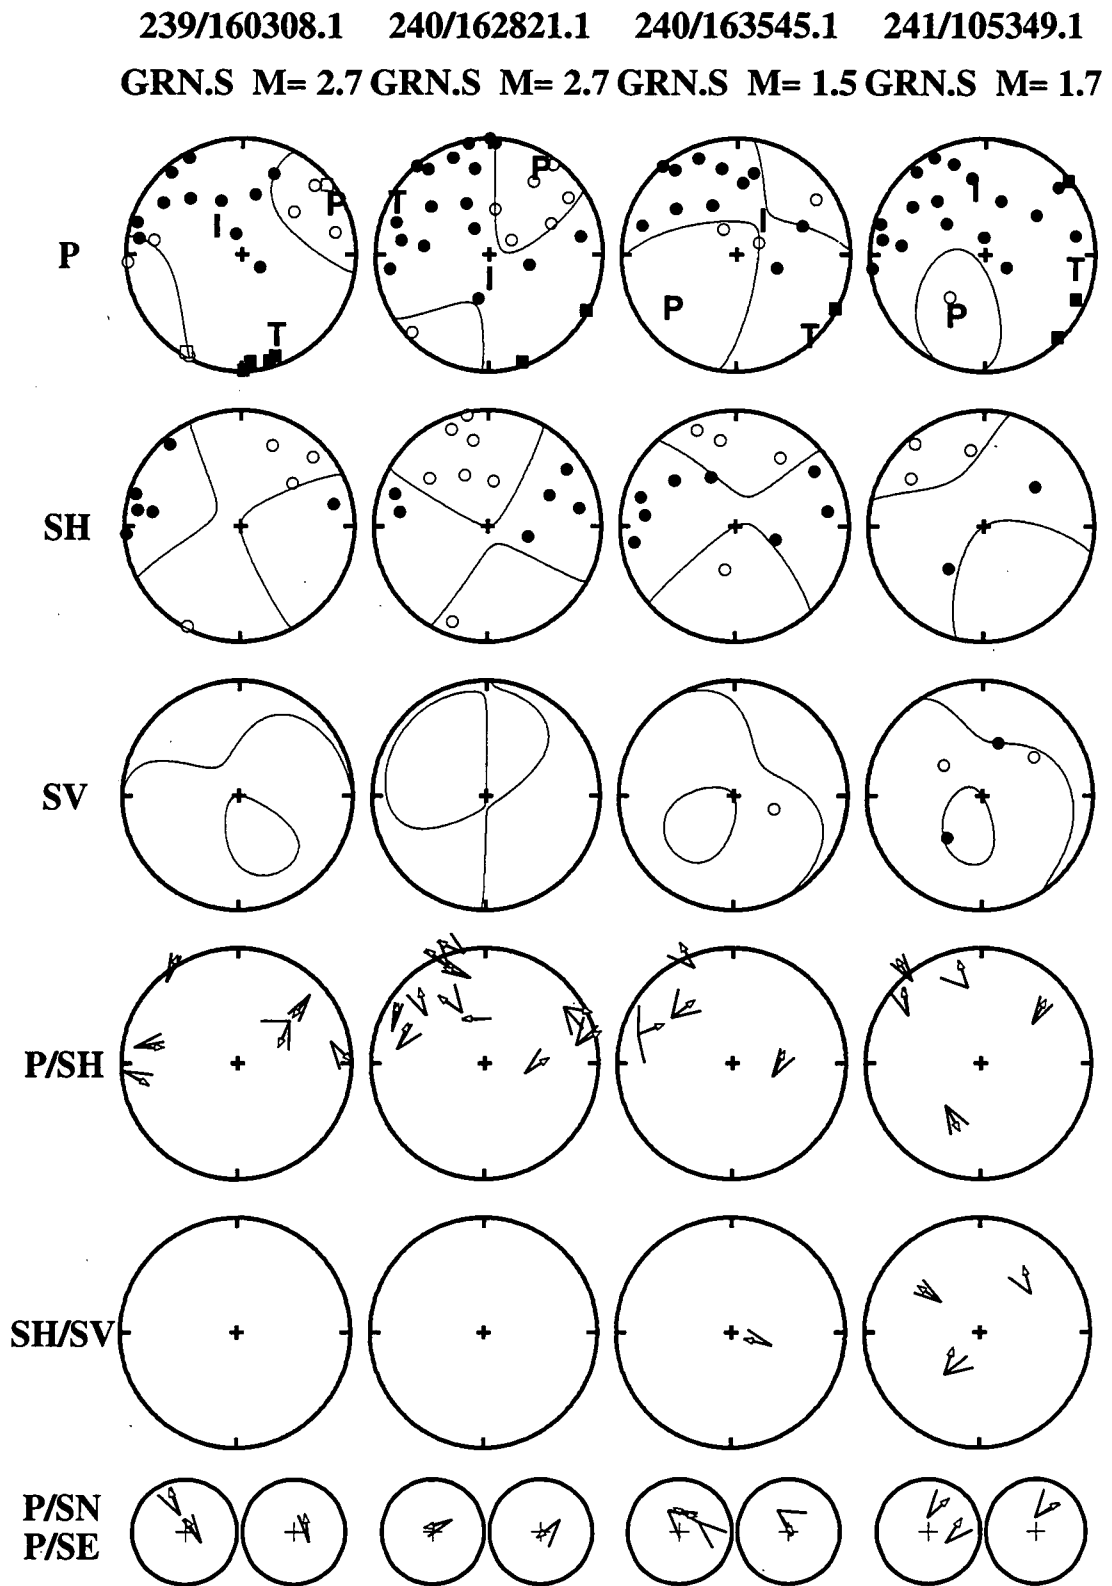 239/160308.1 240/162821.1 240/163545.1 241/105349.1
GRN.S M= 2.7 GRN.S M= 2.7 GRN.S M= 1.5 GRN.S M= 1.7
P
P
I
T
P
T
I
I
P
T
I
T
P
SH
SV
P/SH
SH/SV
P/SN
P/SE